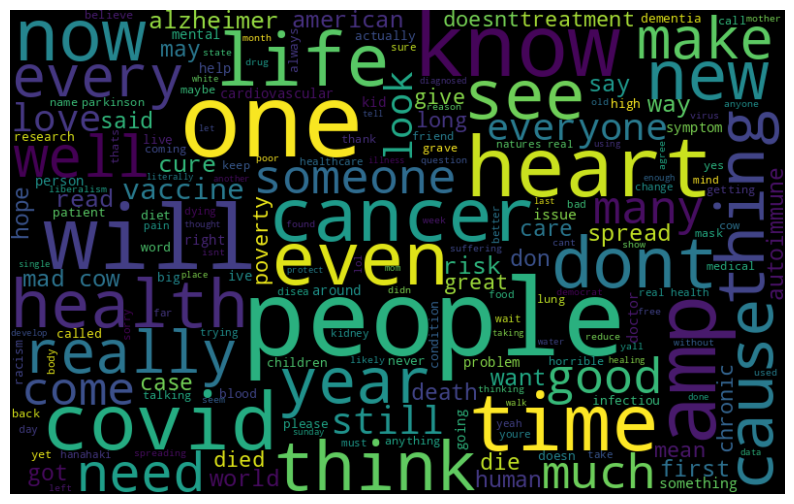 believe name month always actually alzheimer american doesnt treatment dementia call mother
now mental state sure know make
may help drug white maybe cardiovascular diagnosed old virus anyone
every life one look kid give reason see say high way new
love said name parkinson let tell long friend everyone symptom
research thats live coming thank grave natures real using
well cure keep poor healthcare question agree yes enough mind getting
person liberalism literally another illness someone last bad change
hope read vaccine dying thought found week better issue heart many thing
patient diet pain isnt suffering cant show mask cow autoimmune
will word right lol cancer care spread medical
single place ive poverty protect mom even don risk dont
mad cow big around disea didn great food lung democrat real health
health called far sorry trying kidney condition wait taking doctor free reduce
develop body racism people water yall without cause amp
really seem children likely never problem horrible healing used
come case talking blood year death want thinking walk good
back day hanahaki please sunday must anything going yeah youre infectiou done chronic
covid still time data
yet spreading died die doesn take mean
got left need world think human much first something